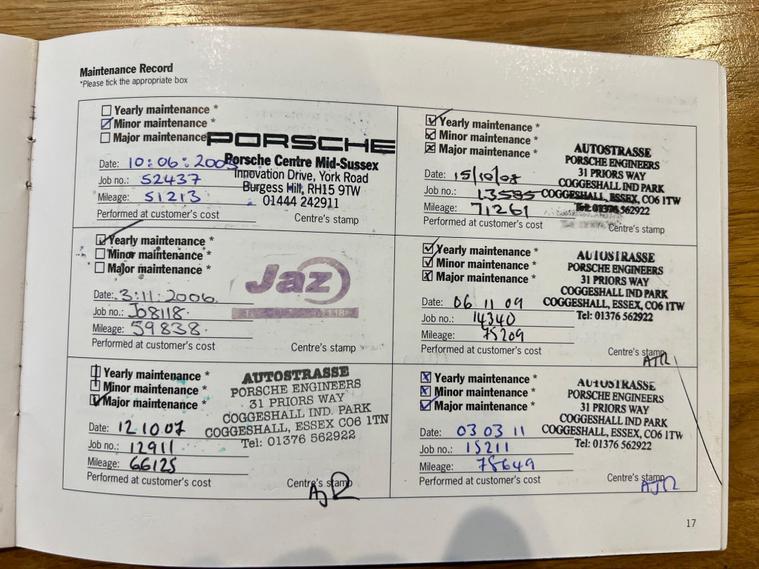 Maintenance Record
*Please tick the appropriate box
Yearly maintenance *
Minor maintenance *
Major maintenance
PORSCHE
Porsche Centre Mid-Sussex
Innovation Drive, York Road
Burgess Hill, RH15 9TW
01444 242911
Date: 10:06:2005
Job no.: 52437
Mileage: 51213
Performed at customer's cost
Centre's stamp
Yearly maintenance *
Minor maintenance *
Major maintenance *
Jaz
Date: 3:11:2006.
Job no.: J08118.
Mileage: 59838.
Performed at customer's cost
Centre's stamp
Yearly maintenance *
Minor maintenance *
Major maintenance *
AUTOSTRASSE
PORSCHE ENGINEERS
31 PRIORS WAY
COGGESHALL IND. PARK
COGGESHALL, ESSEX, CO6 1TN
Tel: 01376 562922
Date: 12 10 07
Job no.: 12911
Mileage: 66125
Performed at customer's cost
Centre's stamp
Yearly maintenance *
Minor maintenance *
Major maintenance *
AUTOSTRASSE
PORSCHE ENGINEERS
31 PRIORS WAY
COGGESHALL IND PARK
COGGESHALL, ESSEX, CO6 1TW
Tel: 01376 562922
Date: 15/10/08
Job no.: 13585
Mileage: 71261
Performed at customer's cost
Centre's stamp
Yearly maintenance *
Minor maintenance *
Major maintenance *
AUTOSTRASSE
PORSCHE ENGINEERS
31 PRIORS WAY
COGGESHALL IND PARK
COGGESHALL, ESSEX, CO6 1TW
Tel: 01376 562922
Date: 06 11 09
Job no.: 14340
Mileage: 75209
Performed at customer's cost
Centre's stamp
Yearly maintenance *
Minor maintenance *
Major maintenance *
AUTOSTRASSE
PORSCHE ENGINEERS
31 PRIORS WAY
COGGESHALL IND PARK
COGGESHALL, ESSEX, CO6 1TW
Tel: 01376 562922
Date: 03 03 11
Job no.: 15211
Mileage: 78649
Performed at customer's cost
Centre's stamp
17